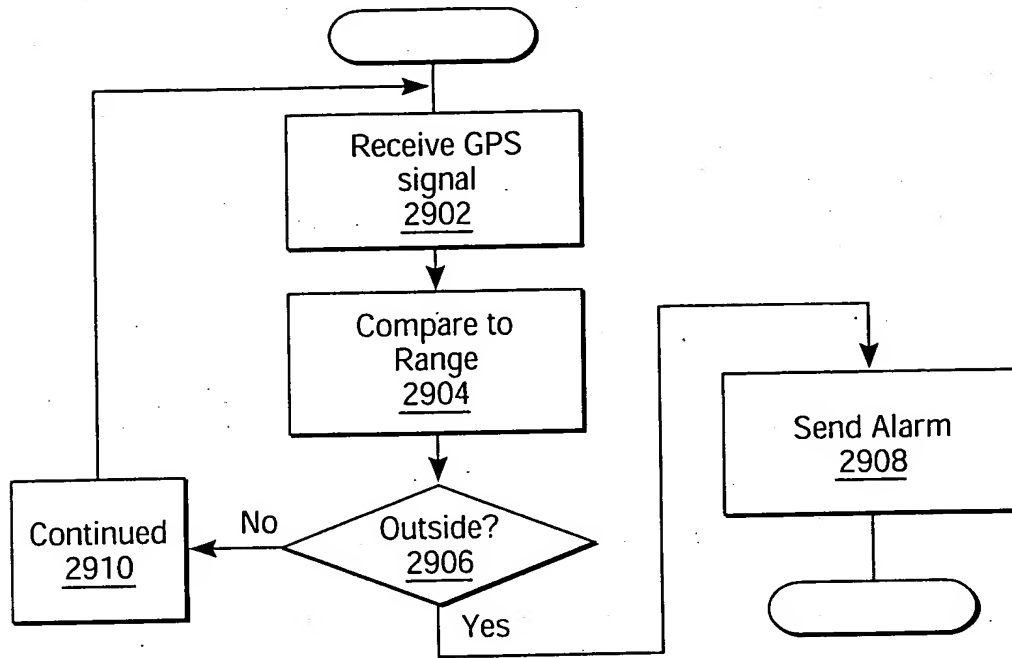 Receive GPS
signal
2902
Compare to
Range
2904
Outside?
2906
No
Yes
Continued
2910
Send Alarm
2908